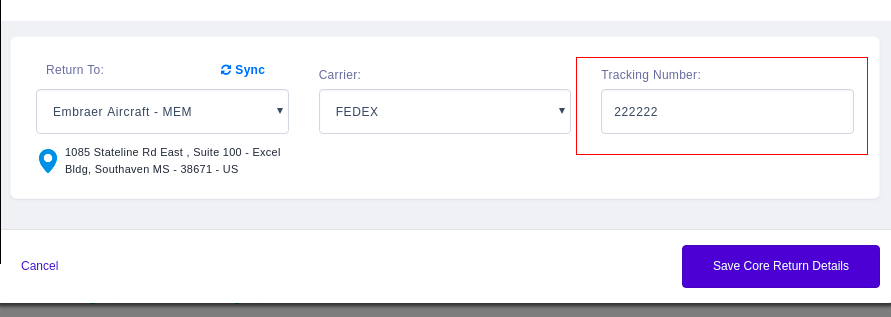 Return To:
Sync
Carrier:
Tracking Number:
Embraer Aircraft - MEM
FEDEX
222222
1085 Stateline Rd East , Suite 100 - Excel
Bldg, Southaven MS - 38671 - US
Cancel
Save Core Return Details